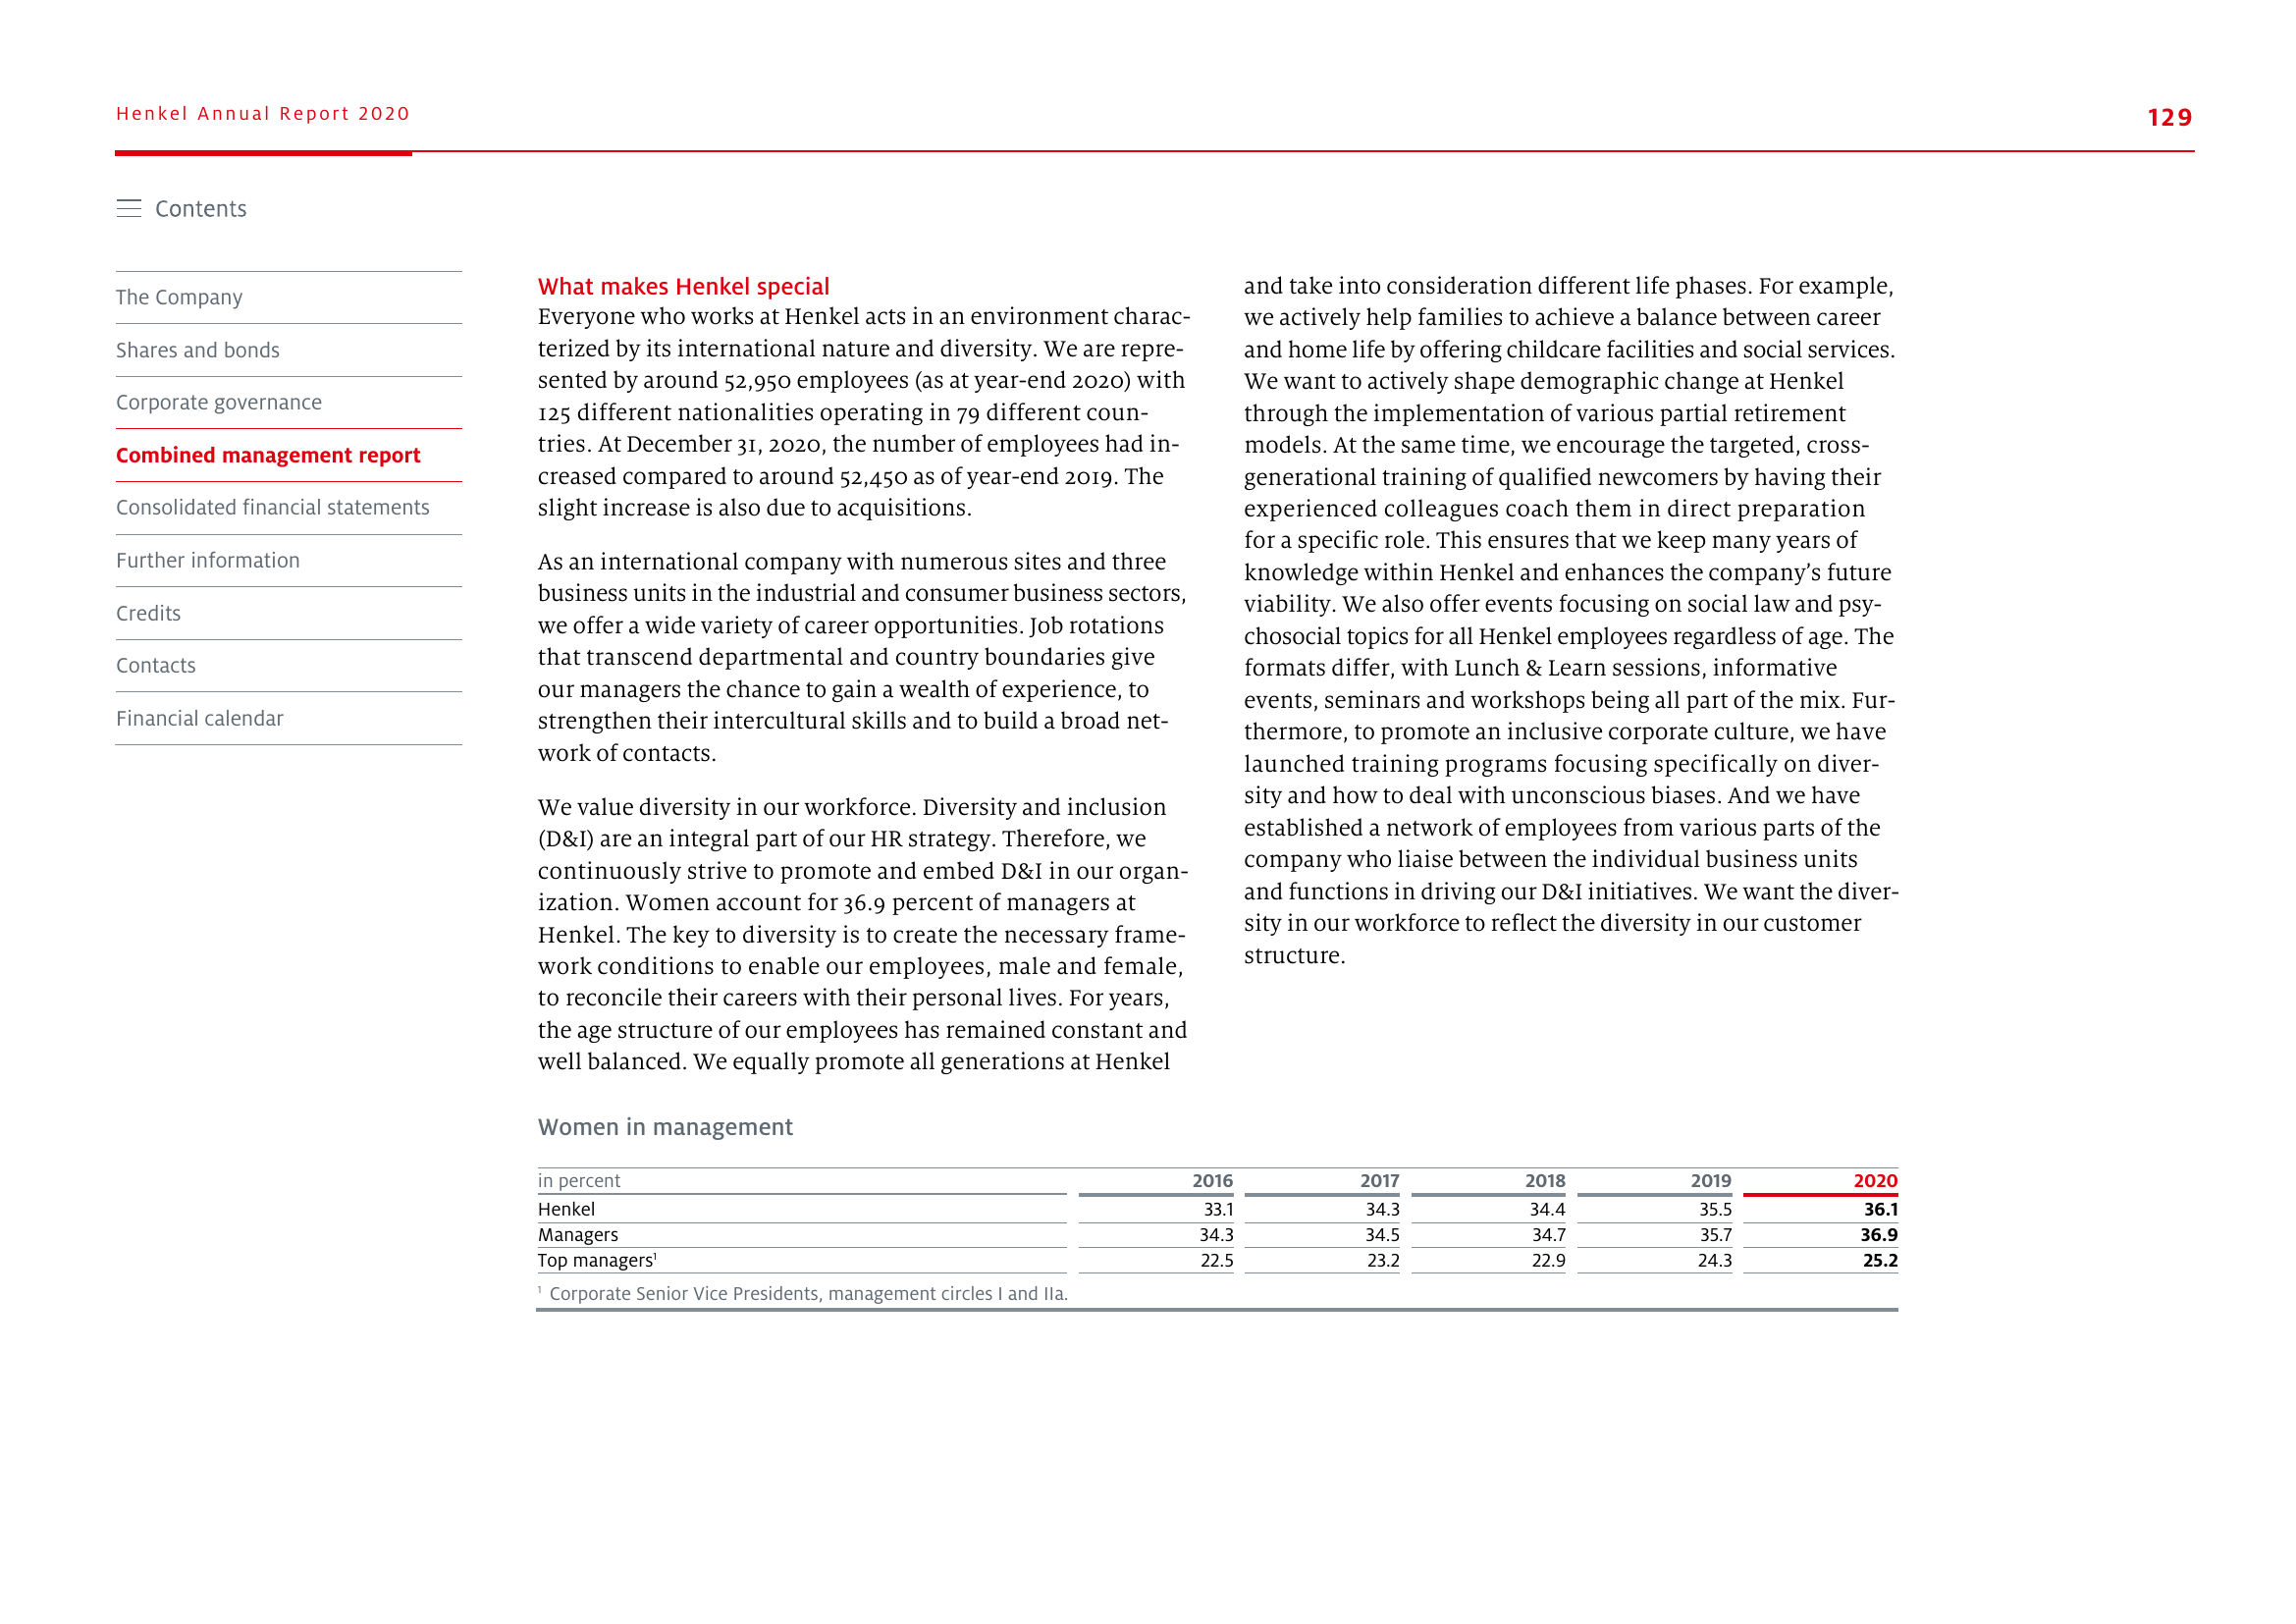 Henkel Annual Report 2020
129
Contents
The Company
Shares and bonds
Corporate governance
Combined management report
Consolidated financial statements
Further information
Credits
Contacts
Financial calendar
What makes Henkel special
Everyone who works at Henkel acts in an environment charac-
terized by its international nature and diversity. We are repre-
sented by around 52,950 employees (as at year-end 2020) with
125 different nationalities operating in 79 different coun-
tries. At December 31, 2020, the number of employees had in-
creased compared to around 52,450 as of year-end 2019. The
slight increase is also due to acquisitions.
As an international company with numerous sites and three
business units in the industrial and consumer business sectors,
we offer a wide variety of career opportunities. Job rotations
that transcend departmental and country boundaries give
our managers the chance to gain a wealth of experience, to
strengthen their intercultural skills and to build a broad net-
work of contacts.
We value diversity in our workforce. Diversity and inclusion
(D&I) are an integral part of our HR strategy. Therefore, we
continuously strive to promote and embed D&I in our organ-
ization. Women account for 36.9 percent of managers at
Henkel. The key to diversity is to create the necessary frame-
work conditions to enable our employees, male and female,
to reconcile their careers with their personal lives. For years,
the age structure of our employees has remained constant and
well balanced. We equally promote all generations at Henkel
and take into consideration different life phases. For example,
we actively help families to achieve a balance between career
and home life by offering childcare facilities and social services.
We want to actively shape demographic change at Henkel
through the implementation of various partial retirement
models. At the same time, we encourage the targeted, cross-
generational training of qualified newcomers by having their
experienced colleagues coach them in direct preparation
for a specific role. This ensures that we keep many years of
knowledge within Henkel and enhances the company's future
viability. We also offer events focusing on social law and psy-
chosocial topics for all Henkel employees regardless of age. The
formats differ, with Lunch & Learn sessions, informative
events, seminars and workshops being all part of the mix. Fur-
thermore, to promote an inclusive corporate culture, we have
launched training programs focusing specifically on diver-
sity and how to deal with unconscious biases. And we have
established a network of employees from various parts of the
company who liaise between the individual business units
and functions in driving our D&I initiatives. We want the diver-
sity in our workforce to reflect the diversity in our customer
structure.
Women in management
in percent 2016 2017 2018 2019 2020
Henkel 33.1 34.3 34.4 35.5 36.1
Managers 34.3 34.5 34.7 35.7 36.9
Top managers¹ 22.5 23.2 22.9 24.3 25.2
¹ Corporate Senior Vice Presidents, management circles I and IIa.